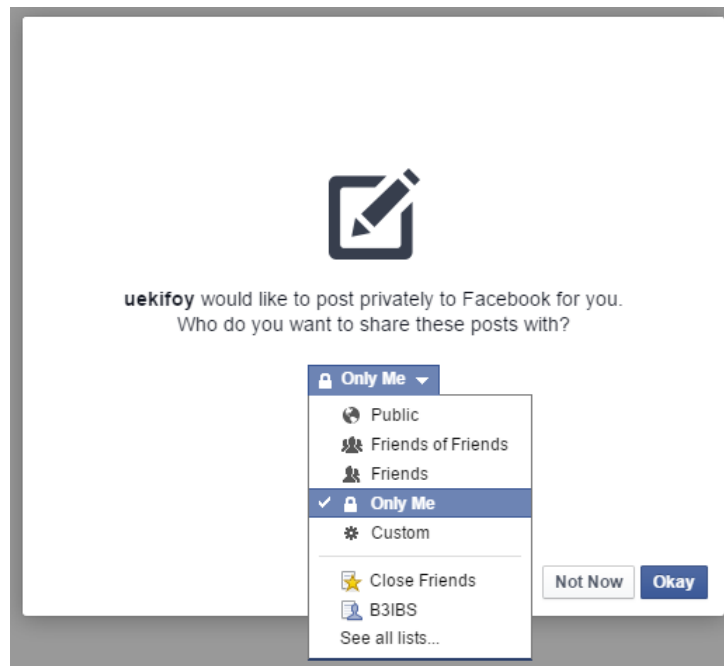 uekifoy would like to post privately to Facebook for you.
Who do you want to share these posts with?
Only Me
Public
Friends of Friends
Friends
Only Me
Custom
Close Friends
B3IBS
See all lists...
Not Now Okay